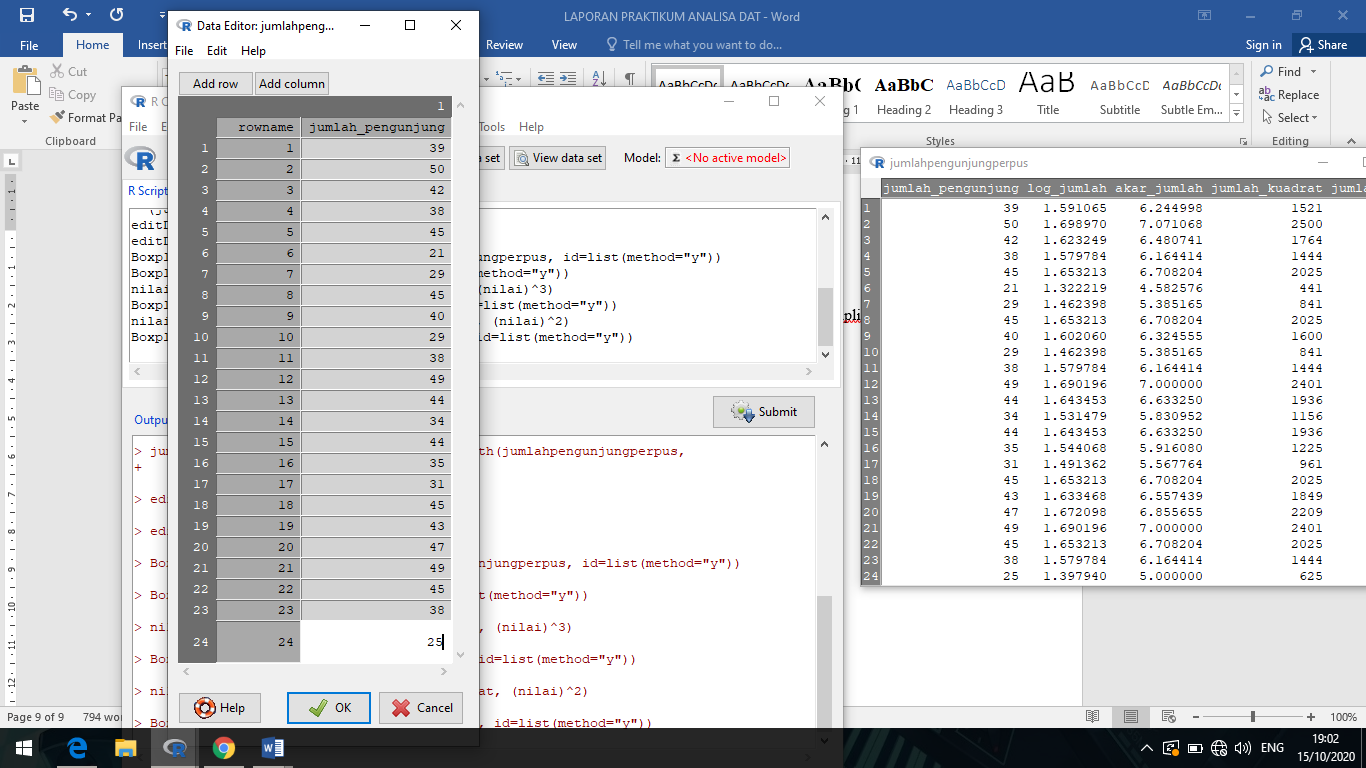 LAPORAN PRAKTIKUM ANALISA DAT - Word
File Home Insert Review View Tell me what you want to do... Sign in Share
Paste
Cut
Copy
Format Pa
Clipboard
AaBbCcDc AaBbCcDc AaBbC AaBbC AaBbCcD AaB AaBbCcD AaBbCcDc
g 1 Heading 2 Heading 3 Title Subtitle Subtle Em...
Styles
Find
Replace
Select
Editing
Data Editor: jumlahpeng...
File Edit Help
Add row Add column
1
rowname jumlah_pengunjung
1 1 39
2 2 50
3 3 42
4 4 38
5 5 45
6 6 21
7 7 29
8 8 45
9 9 40
10 10 29
11 11 38
12 12 49
13 13 44
14 14 34
15 15 44
16 16 35
17 17 31
18 18 45
19 19 43
20 20 47
21 21 49
22 22 45
23 23 38
24 24 25
Help OK Cancel
R C
File E Tools Help
a set View data set Model: Σ <No active model>
R Script
editD
editD
Boxpl ngperpus, id=list(method="y"))
Boxpl method="y"))
nilai (nilai)^3)
Boxpl =list(method="y"))
nilai , (nilai)^2)
Boxpl id=list(method="y"))
Submit
Outpu
> jun th(jumlahpengunjungperpus,
+
> edi
> edi
> Box njungperpus, id=list(method="y"))
> Box t(method="y"))
> nil , (nilai)^3)
> Box id=list(method="y"))
> nil at, (nilai)^2)
> Box , id=list(method="y"))
jumlahpengunjungperpus
jumlah_pengunjung log_jumlah akar_jumlah jumlah_kuadrat jumla
1 39 1.591065 6.244998 1521
2 50 1.698970 7.071068 2500
3 42 1.623249 6.480741 1764
4 38 1.579784 6.164414 1444
5 45 1.653213 6.708204 2025
6 21 1.322219 4.582576 441
7 29 1.462398 5.385165 841
8 45 1.653213 6.708204 2025
9 40 1.602060 6.324555 1600
10 29 1.462398 5.385165 841
11 38 1.579784 6.164414 1444
12 49 1.690196 7.000000 2401
13 44 1.643453 6.633250 1936
14 34 1.531479 5.830952 1156
15 44 1.643453 6.633250 1936
16 35 1.544068 5.916080 1225
17 31 1.491362 5.567764 961
18 45 1.653213 6.708204 2025
19 43 1.633468 6.557439 1849
20 47 1.672098 6.855655 2209
21 49 1.690196 7.000000 2401
22 45 1.653213 6.708204 2025
23 38 1.579784 6.164414 1444
24 25 1.397940 5.000000 625
pli
Page 9 of 9 794 wor 100%
ENG
19:02
15/10/2020